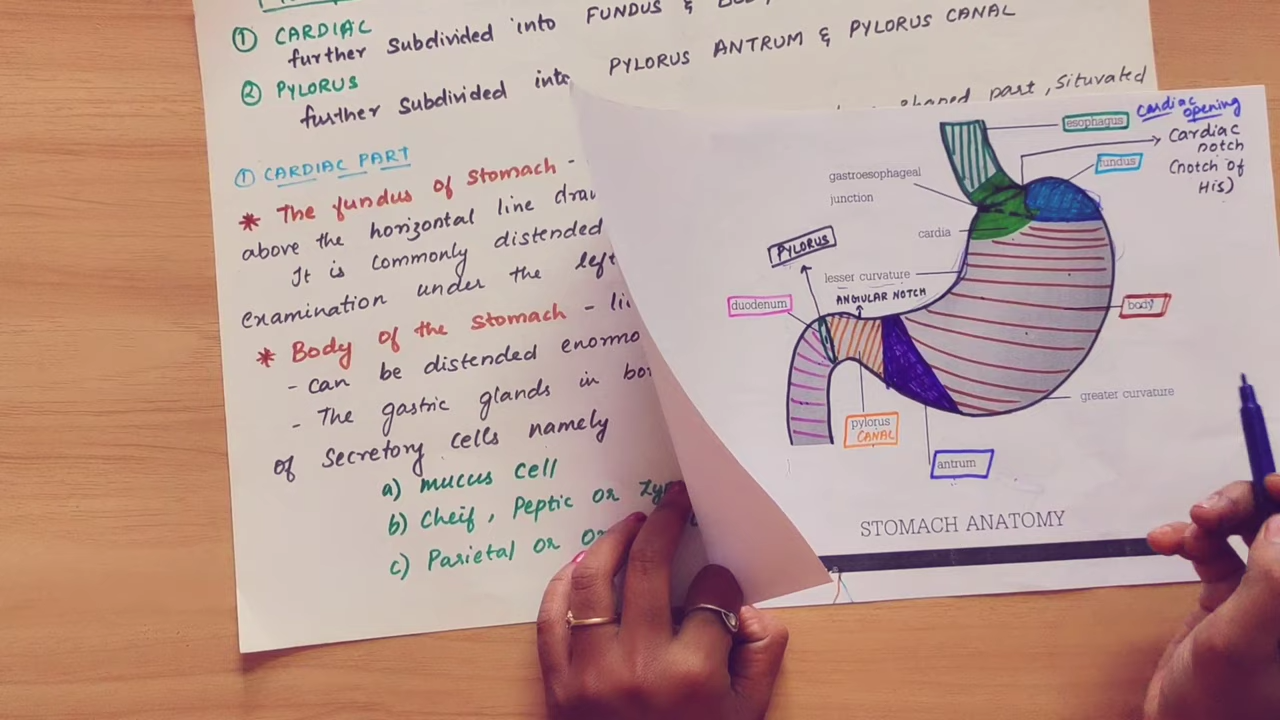 ① CARDIAC
further subdivided into FUNDUS &
② PYLORUS
further subdivided into PYLORUS ANTRUM & PYLORUS CANAL
shaped part, situvated
① CARDIAC PART
* The fundus of Stomach -
above the horizontal line
It is commonly distended
examination under the left
* Body of the Stomach -
- can be distended
- The gastric glands in
of Secretory cells namely
a) mucus cell
b) Cheif, Peptic or
c) Parietal or
esophagus
Cardiac opening
Cardiac notch
(notch of His)
fundus
gastroesophageal
junction
cardia
PYLORUS
lesser curvature
ANGULAR NOTCH
duodenum
body
greater curvature
pylorus
CANAL
antrum
STOMACH ANATOMY